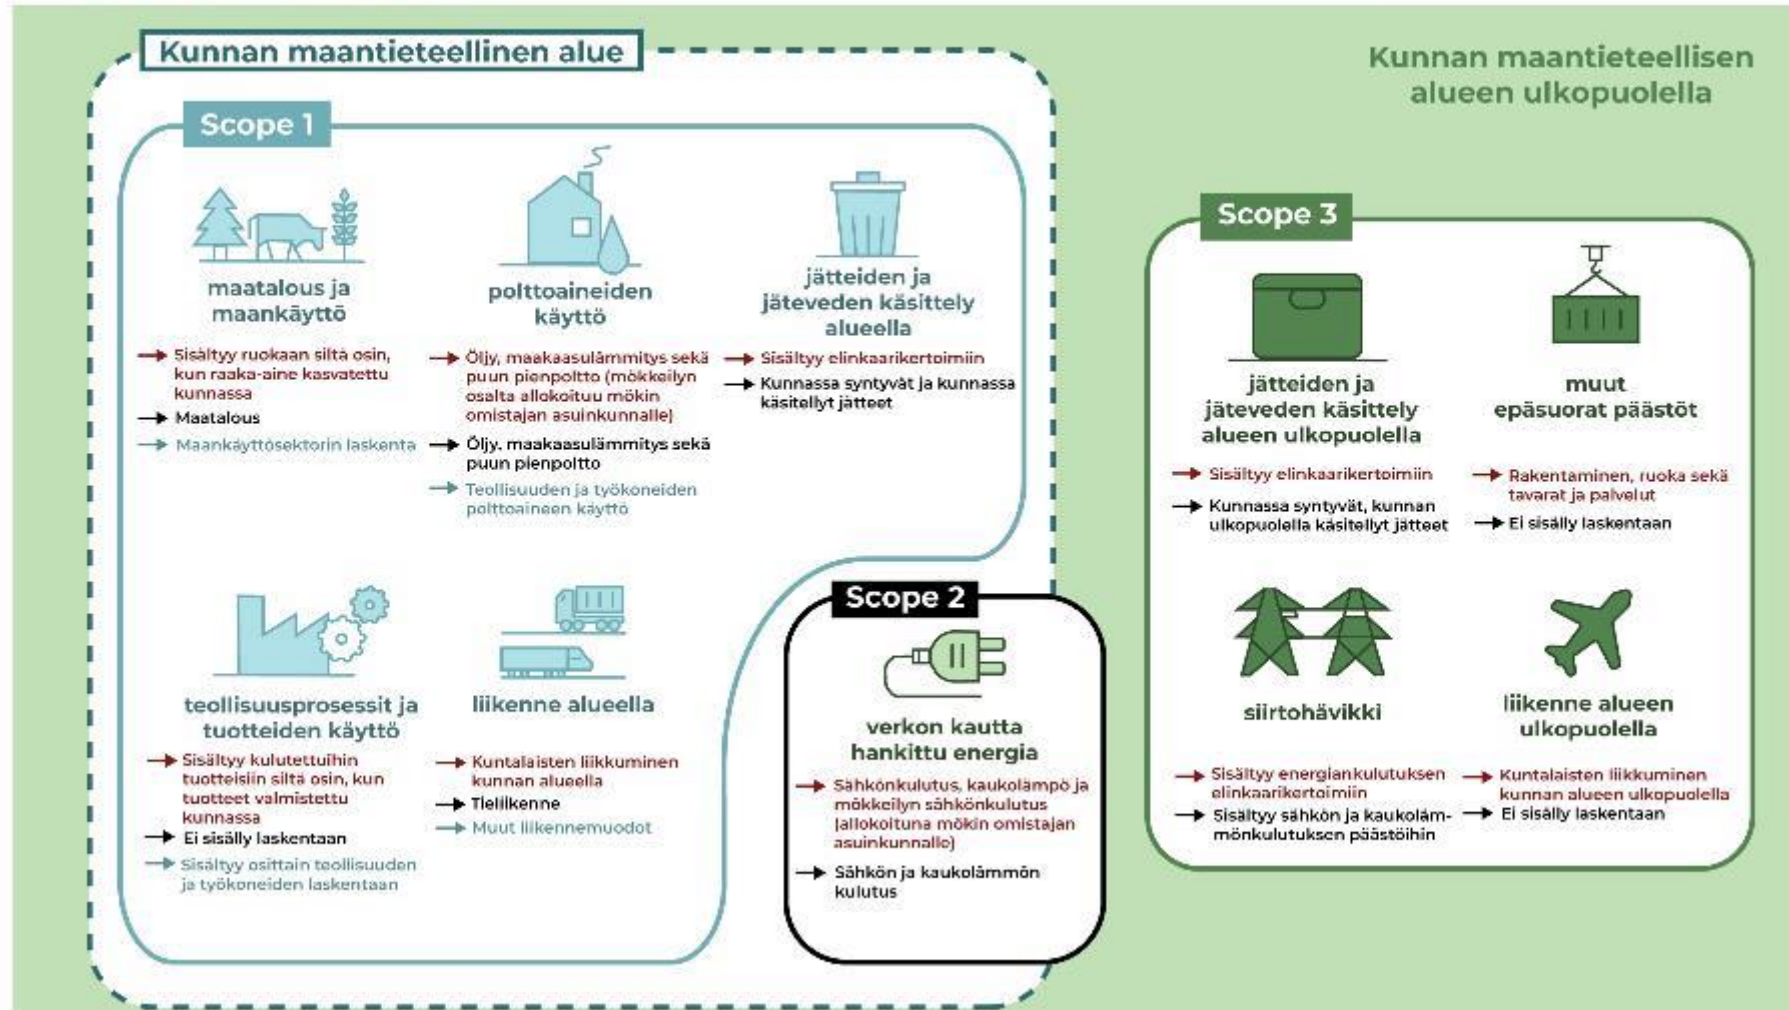 Kunnan maantieteellinen alue
Kunnan maantieteellisen
alueen ulkopuolella
Scope 1
maatalous ja
maankäyttö
→ Sisältyy ruokaan siltä osin,
kun raaka-aine kasvatettu
kunnassa
→ Maatalous
→ Maankäyttösektorin laskenta
polttoaineiden
käyttö
→ Öljy, maakaasulämmitys sekä
puun pienpoltto (mökkeilyn
osalta allokoituu mökin
omistajan asuinkunnalle)
→ Öljy, maakaasulämmitys sekä
puun pienpoltto
→ Teollisuuden ja työkoneiden
polttoaineen käyttö
jätteiden ja
jäteveden käsittely
alueella
→ Sisältyy elinkaarikertoimiin
→ Kunnassa syntyvät ja kunnassa
käsitellyt jätteet
teollisuusprosessit ja
tuotteiden käyttö
→ Sisältyy kulutettuihin
tuotteisiin siltä osin, kun
tuotteet valmistettu
kunnassa
→ Ei sisälly laskentaan
→ Sisältyy osittain teollisuuden
ja työkoneiden laskentaan
liikenne alueella
→ Kuntalaisten liikkuminen
kunnan alueella
→ Tieliikenne
→ Muut liikennemuodot
Scope 2
verkon kautta
hankittu energia
→ Sähkönkulutus, kaukolämpö ja
mökkeilyn sähkönkulutus
(allokoituna mökin omistajan
asuinkunnalle)
→ Sähkön ja kaukolämmön
kulutus
Scope 3
jätteiden ja
jäteveden käsittely
alueen ulkopuolella
→ Sisältyy elinkaarikertoimiin
→ Kunnassa syntyvät, kunnan
ulkopuolella käsitellyt jätteet
muut
epäsuorat päästöt
→ Rakentaminen, ruoka sekä
tavarat ja palvelut
→ Ei sisälly laskentaan
siirtohävikki
→ Sisältyy energiankulutuksen
elinkaarikertoimiin
→ Sisältyy sähkön ja kaukoläm-
mönkulutuksen päästöihin
liikenne alueen
ulkopuolella
→ Kuntalaisten liikkuminen
kunnan alueen ulkopuolella
→ Ei sisälly laskentaan